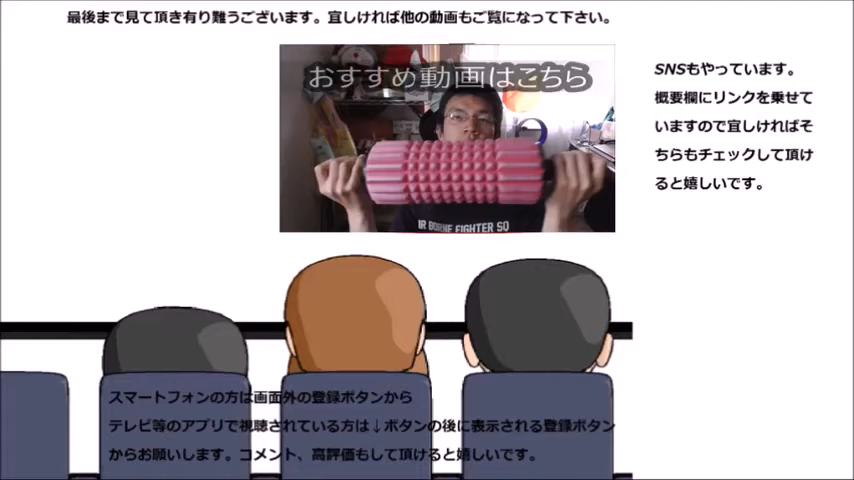 最後まで見て頂き有り難うございます。宜しければ他の動画もご覧になって下さい。
おすすめ動画はこちら
SNSもやっています。
概要欄にリンクを乗せて
いますので宜しければそ
ちらもチェックして頂け
ると嬉しいです。
IR BORNE FIGHTER SQ
スマートフォンの方は画面外の登録ボタンから
テレビ等のアプリで視聴されている方は↓ボタンの後に表示される登録ボタン
からお願いします。コメント、高評価もして頂けると嬉しいです。